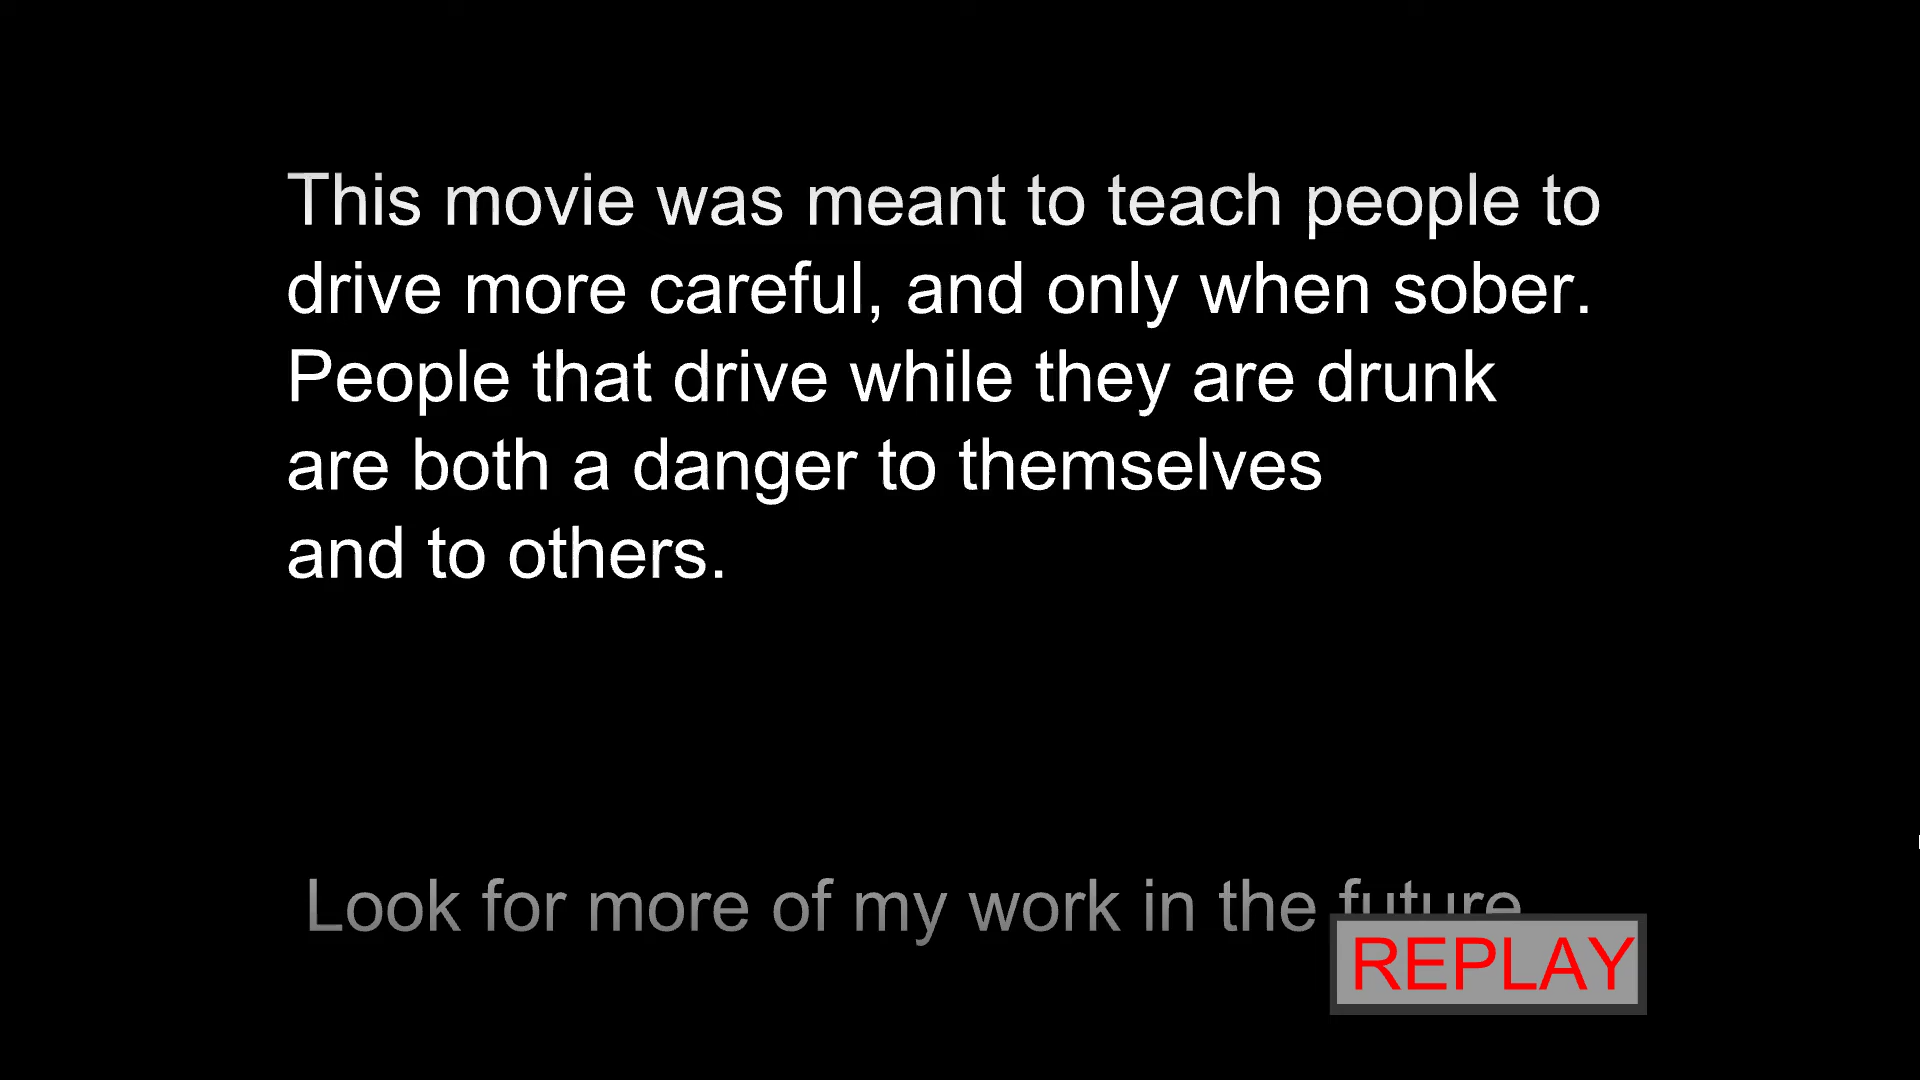 This movie was meant to teach people to
drive more careful, and only when sober.
People that drive while they are drunk
are both a danger to themselves
and to others.
Look for more of my work in the future
REPLAY